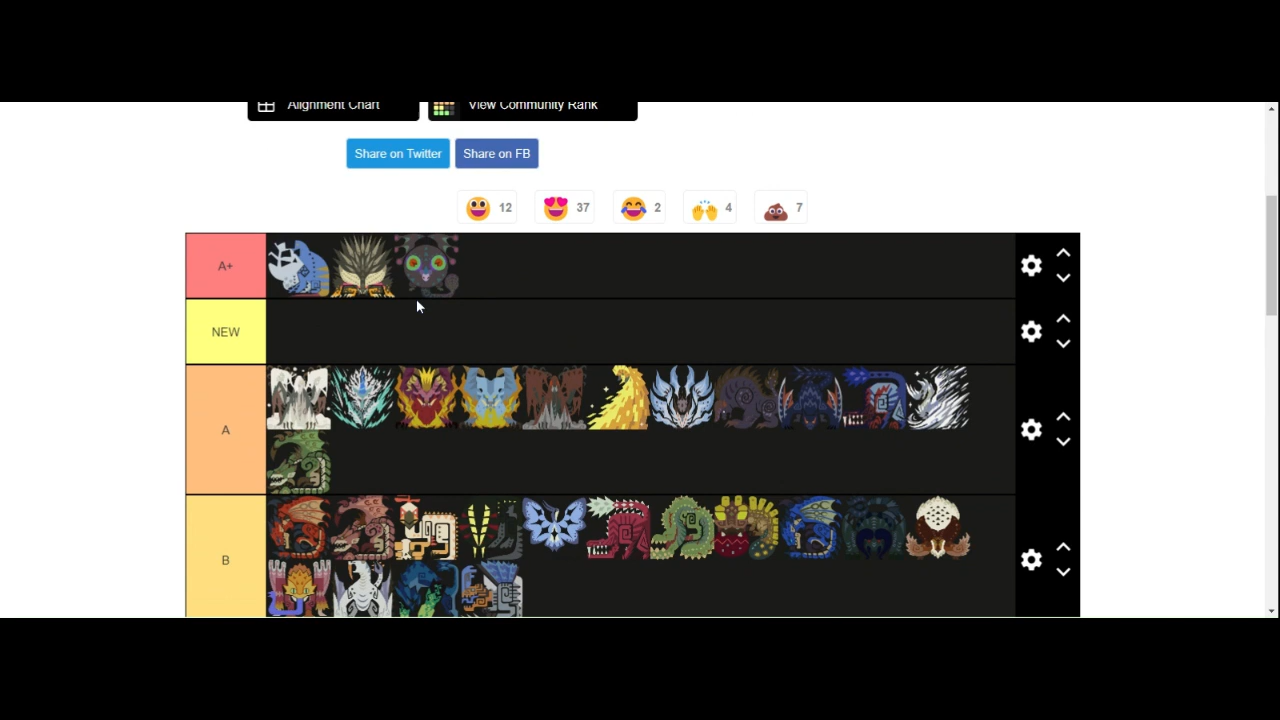 Alignment Chart
View Community Rank
Share on Twitter
Share on FB
12
37
2
4
7
A+
NEW
A
B